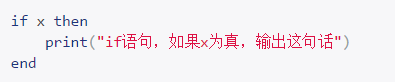 if x then
    print("if语句，如果x为真，输出这句话")
end